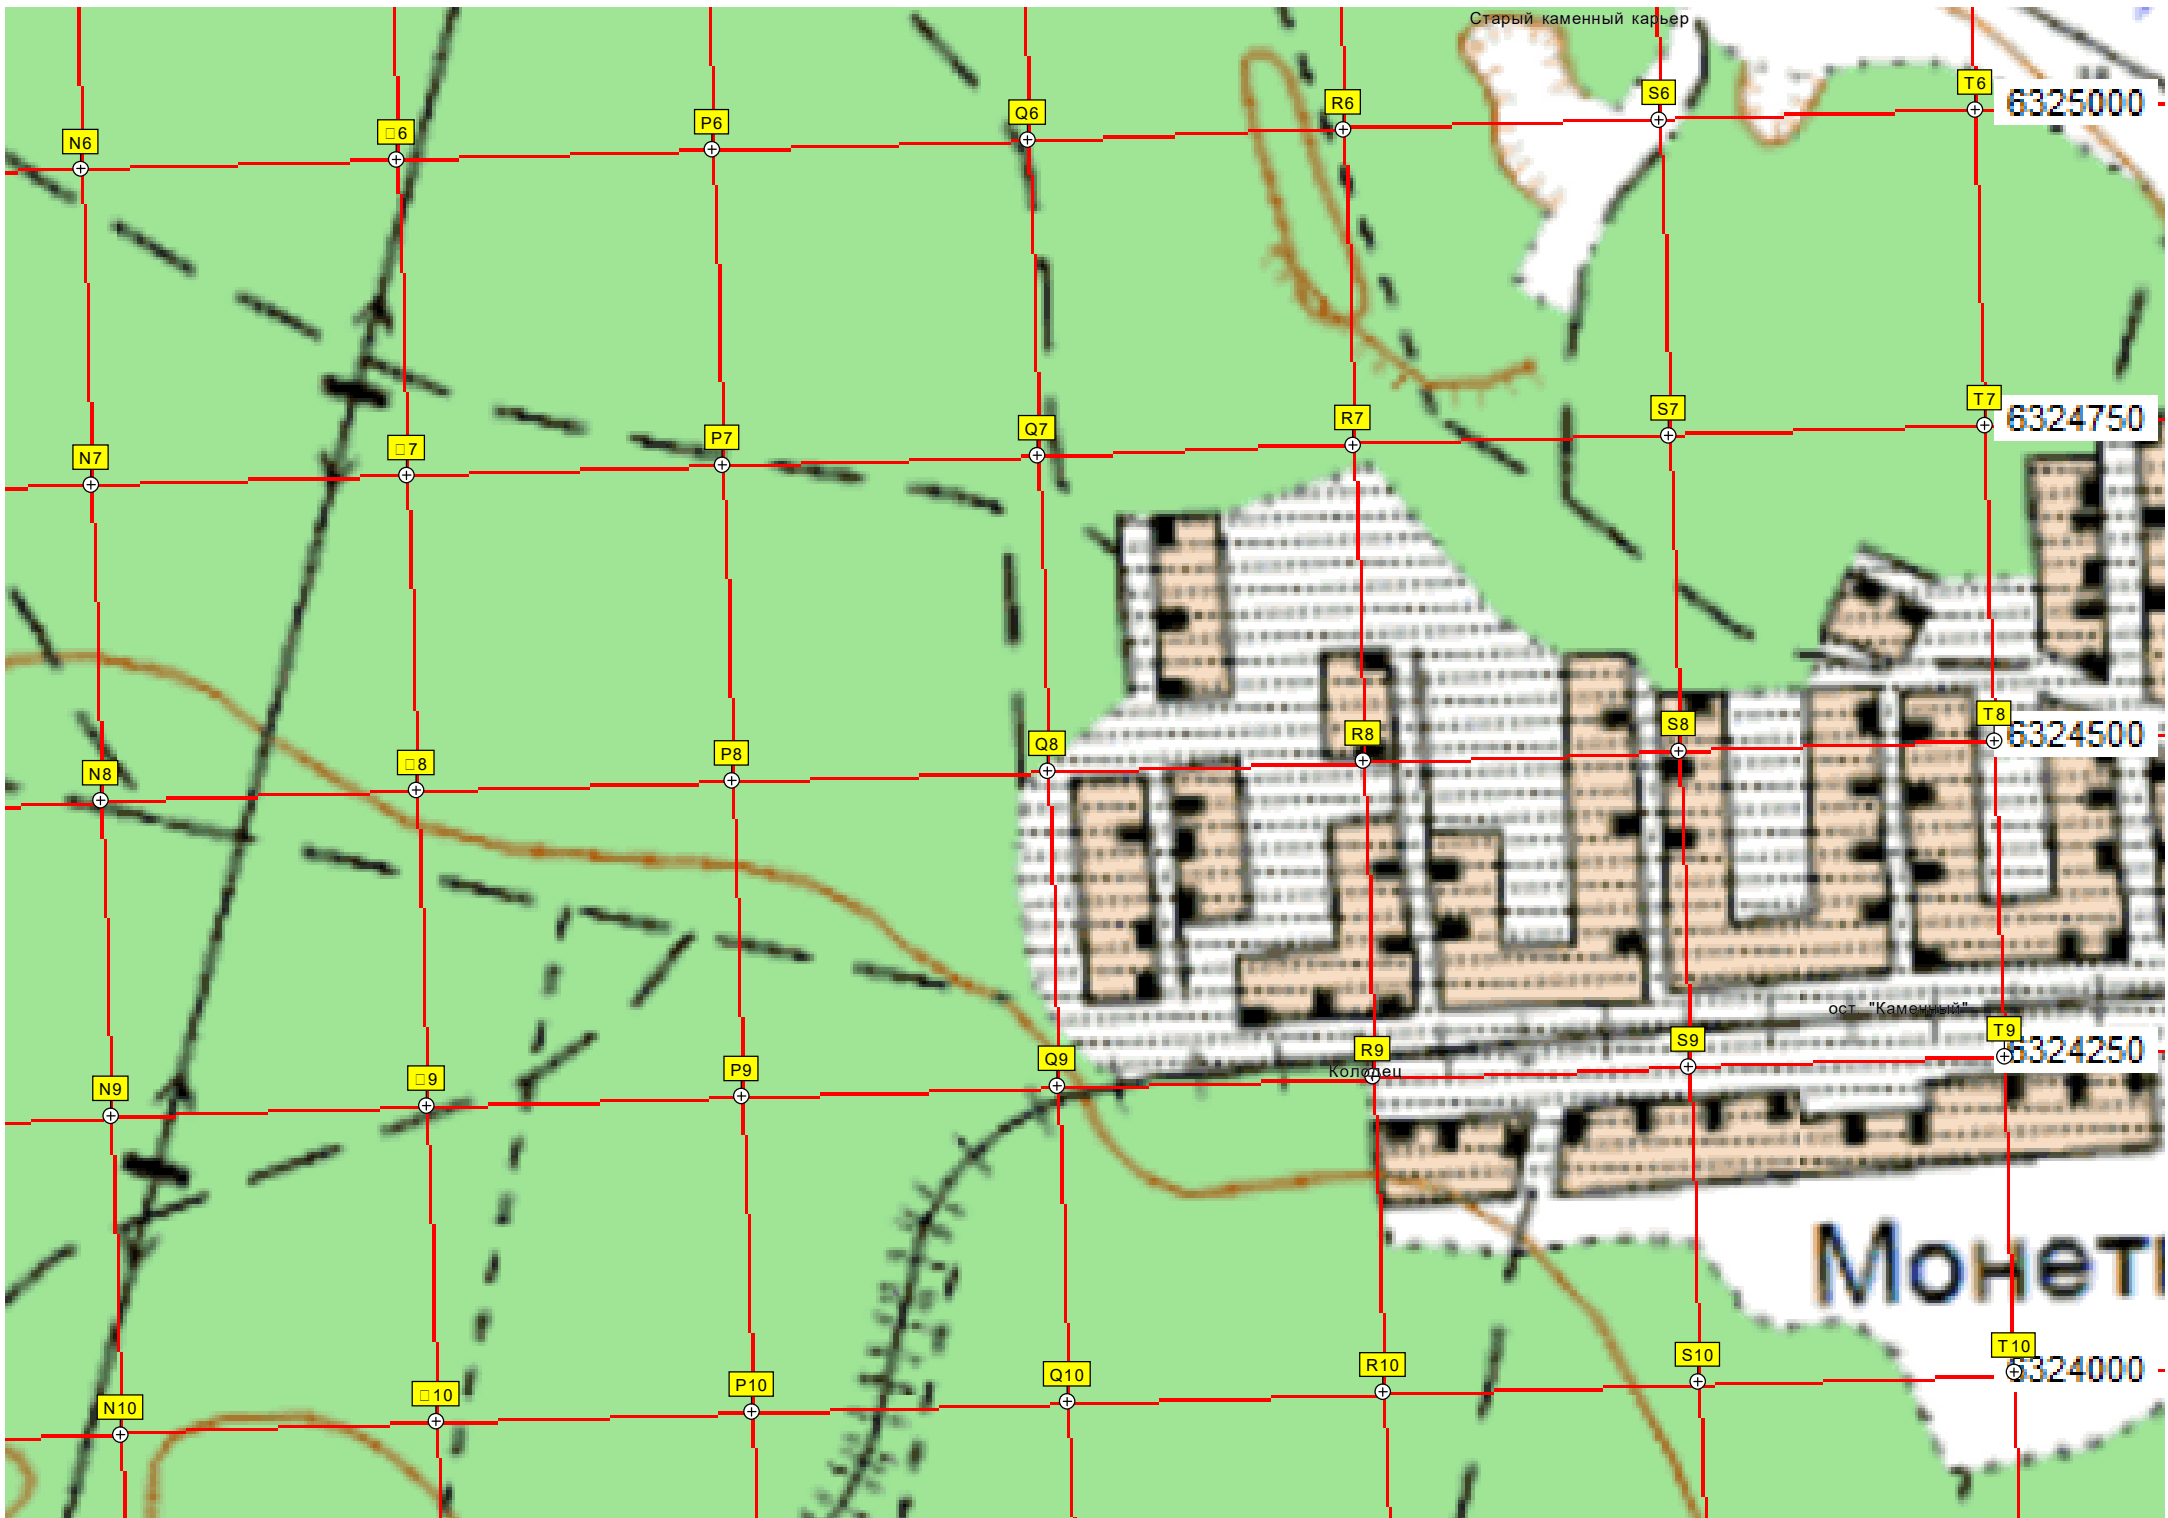 Старый каменный карьер
N6 □6 P6 Q6 R6 S6 T6 6325000
N7 □7 P7 Q7 R7 S7 T7 6324750
N8 □8 P8 Q8 R8 S8 T8 6324500
ост. "Каменный"
N9 □9 P9 Q9 R9 S9 T9 6324250
Колодец
Монет
N10 □10 P10 Q10 R10 S10 T10 6324000